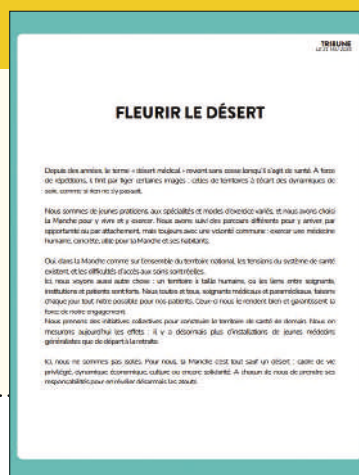 TRIBUNE
FLEURIR LE DÉSERT
Depuis des années, le terme « désert médical » revient sans cesse lorsqu'il s'agit de santé. À force
de répétitions, il finit par figer certaines images : celles de territoires à l'écart des dynamiques de
soin, comme si rien ne s'y passait.
Nous sommes de jeunes praticiens, aux spécialités et modes d'exercice variés, et nous avons choisi
la Manche pour y vivre et y exercer. Nous avons suivi des parcours différents pour y arriver, par
opportunité ou par attachement, mais toujours avec une volonté commune : exercer une médecine
humaine, concrète, utile pour la Manche et ses habitants.
Oui, dans la Manche comme sur l'ensemble du territoire national, les tensions du système de santé
existent et les difficultés d'accès aux soins sont réelles.
Ici, nous voyons aussi autre chose : un territoire à taille humaine, où les liens entre soignants,
institutions et patients sont forts. Nous toutes et tous, soignants médicaux et paramédicaux, faisons
chaque jour tout notre possible pour nos patients. Ceux-ci nous le rendent bien et garantissent la
force de notre engagement.
Nous prenons des initiatives collectives pour construire le territoire de santé de demain. Nous en
mesurons aujourd'hui les effets : il y a désormais plus d'installations de jeunes médecins
généralistes que de départs à la retraite.
Ici, nous ne sommes pas isolés. Pour nous, la Manche c'est tout sauf un désert : cadre de vie
privilégié, dynamique économique, culture ou encore solidarité. À chacun de nous de prendre ses
responsabilités pour en révéler désormais les atouts.